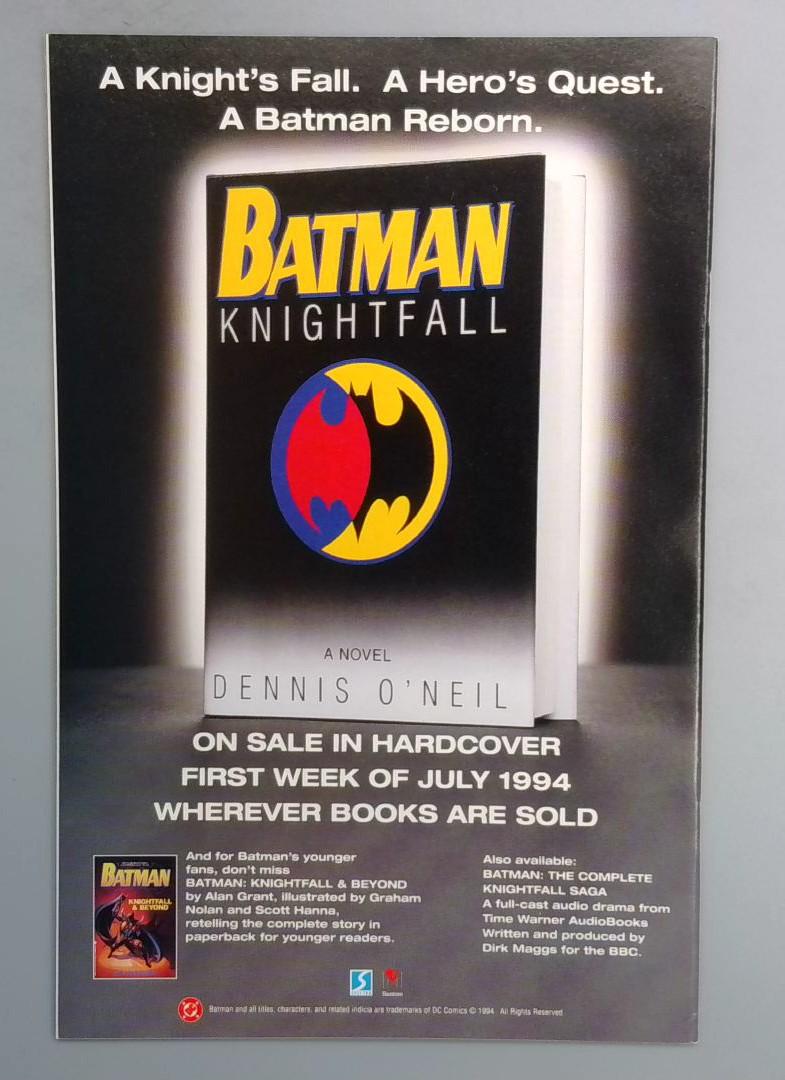 A Knight's Fall. A Hero's Quest.
A Batman Reborn.
BATMAN
KNIGHTFALL
A NOVEL
DENNIS O'NEIL
ON SALE IN HARDCOVER
FIRST WEEK OF JULY 1994
WHEREVER BOOKS ARE SOLD
BATMAN
KNIGHTFALL
& BEYOND
And for Batman's younger
fans, don't miss
BATMAN: KNIGHTFALL & BEYOND
by Alan Grant, illustrated by Graham
Nolan and Scott Hanna,
retelling the complete story in
paperback for younger readers.
Also available:
BATMAN: THE COMPLETE
KNIGHTFALL SAGA
A full-cast audio drama from
Time Warner AudioBooks
Written and produced by
Dirk Maggs for the BBC.
Bantam
DC
Batman and all titles, characters, and related indicia are trademarks of DC Comics © 1994 All Rights Reserved